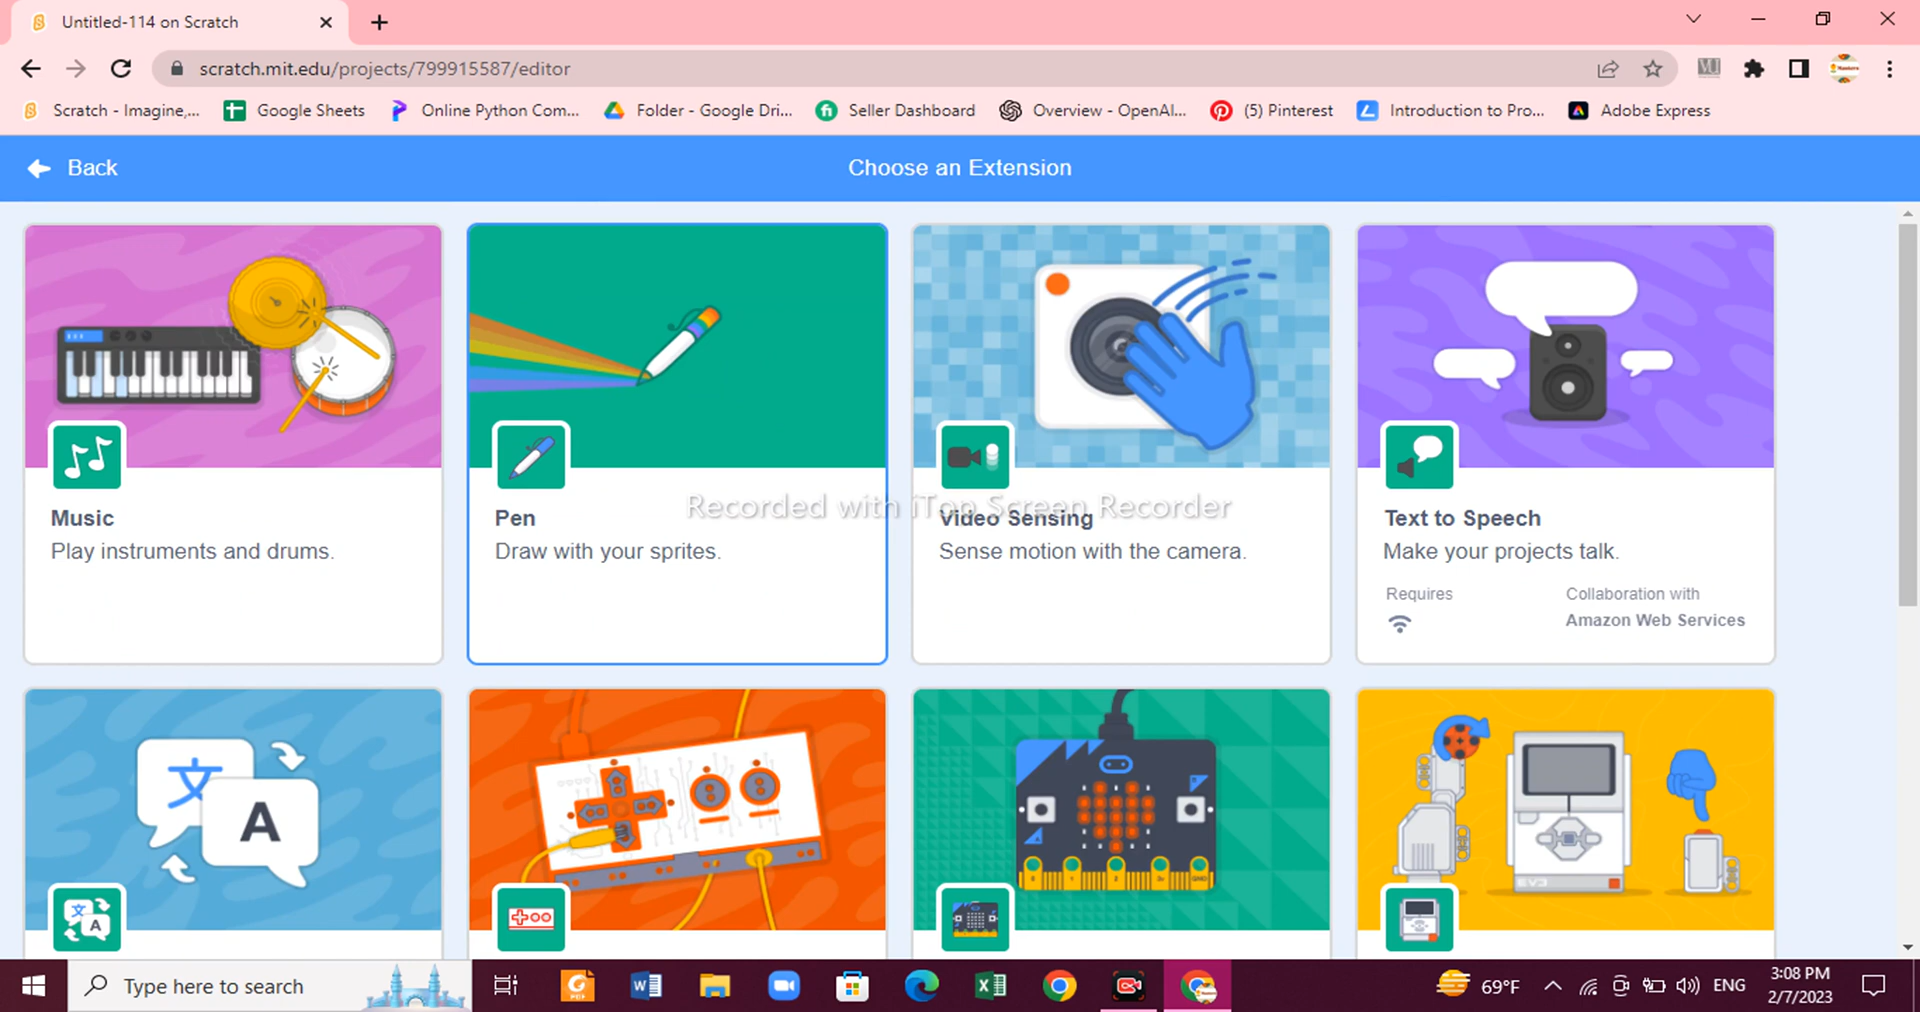 Untitled-114 on Scratch
scratch.mit.edu/projects/799915587/editor
Scratch - Imagine,... Google Sheets Online Python Com... Folder - Google Dri... Seller Dashboard Overview - OpenAI... (5) Pinterest Introduction to Pro... Adobe Express
Back
Choose an Extension
Recorded with iTop Screen Recorder
Music
Play instruments and drums.
Pen
Draw with your sprites.
Video Sensing
Sense motion with the camera.
Text to Speech
Make your projects talk.
Requires
Collaboration with
Amazon Web Services
文
A
EV3
Type here to search
69°F
ENG
3:08 PM
2/7/2023